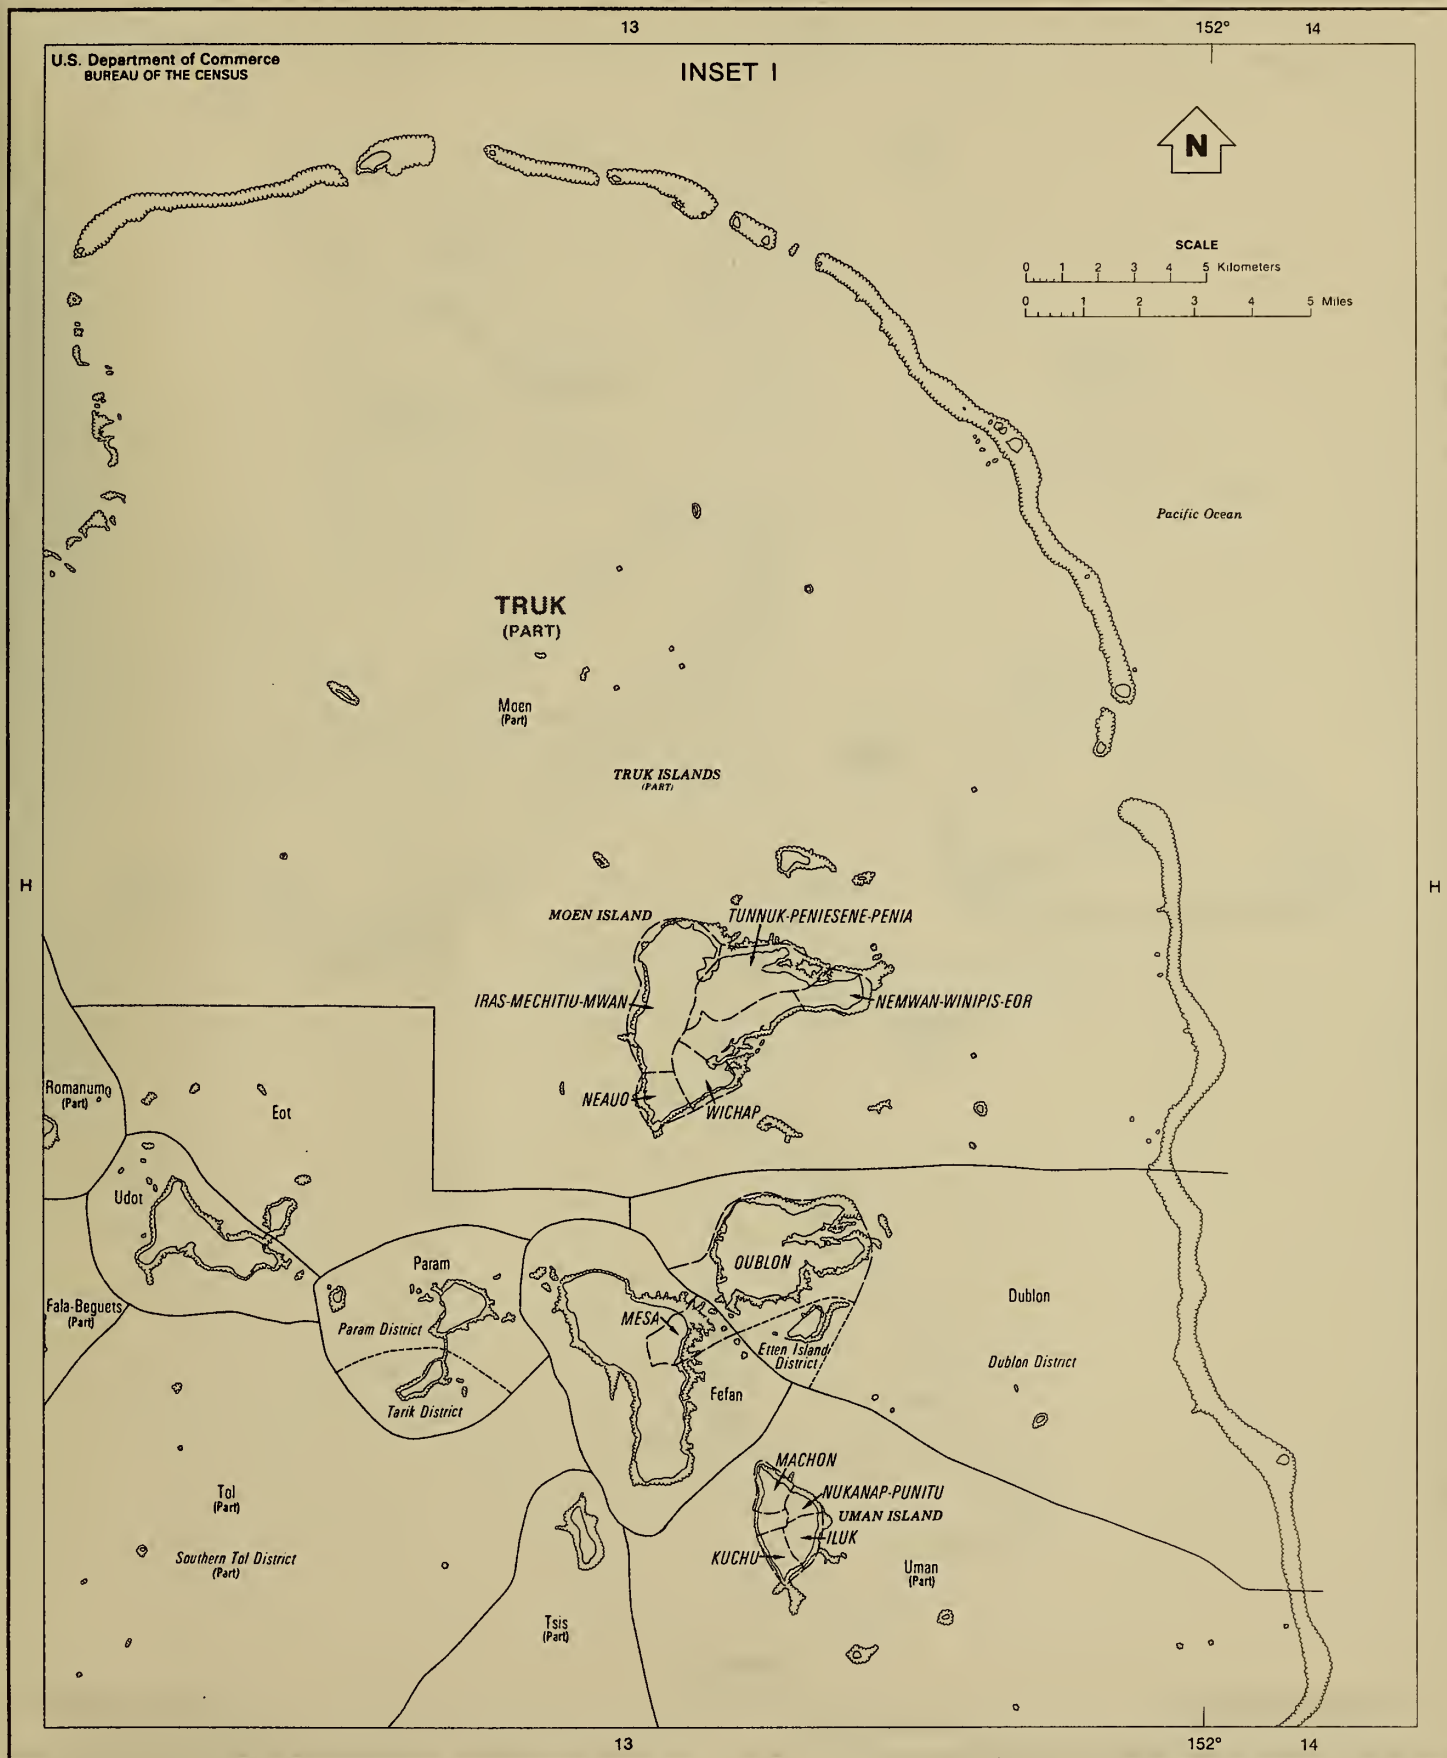 13 152° 14
U.S. Department of Commerce
BUREAU OF THE CENSUS
INSET I
N
SCALE
0 1 2 3 4 5 Kilometers
0 1 2 3 4 5 Miles
Pacific Ocean
TRUK
(PART)
Moen
(Part)
TRUK ISLANDS
(PART)
H H
MOEN ISLAND
TUNNUK-PENIESENE-PENIA
IRAS-MECHITIU-MWAN
NEMWAN-WINIPIS-EOR
Romanum
(Part)
Eot
NEAUO
WICHAP
Udot
Param
OUBLON
Dublon
Fala-Beguets
(Part)
MESA
Param District
Etten Island
District
Dublon District
Tarik District
Fefan
MACHON
Tol
(Part)
NUKANAP-PUNITU
UMAN ISLAND
ILUK
Southern Tol District
(Part)
KUCHU
Uman
(Part)
Tsis
(Part)
13 152° 14